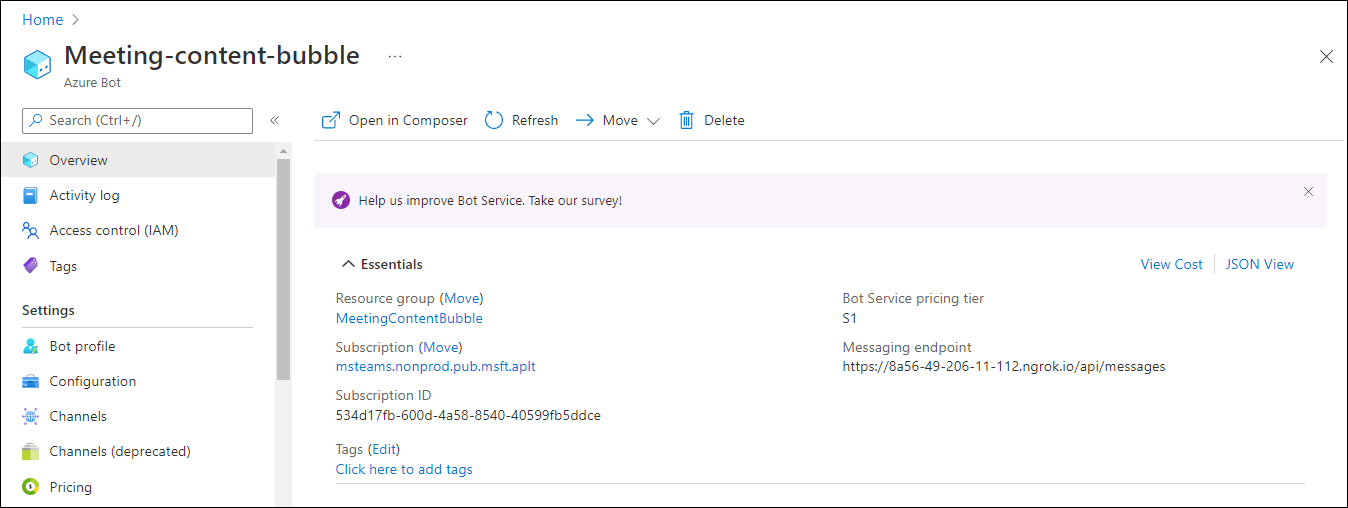 Home
Meeting-content-bubble ...
Azure Bot
Search (Ctrl+/)
Open in Composer Refresh Move Delete
Overview
Activity log
Access control (IAM)
Tags
Settings
Bot profile
Configuration
Channels
Channels (deprecated)
Pricing
Help us improve Bot Service. Take our survey!
Essentials
View Cost JSON View
Resource group (Move)
MeetingContentBubble
Subscription (Move)
msteams.nonprod.pub.msft.aplt
Subscription ID
534d17fb-600d-4a58-8540-40599fb5ddce
Tags (Edit)
Click here to add tags
Bot Service pricing tier
S1
Messaging endpoint
https://8a56-49-206-11-112.ngrok.io/api/messages